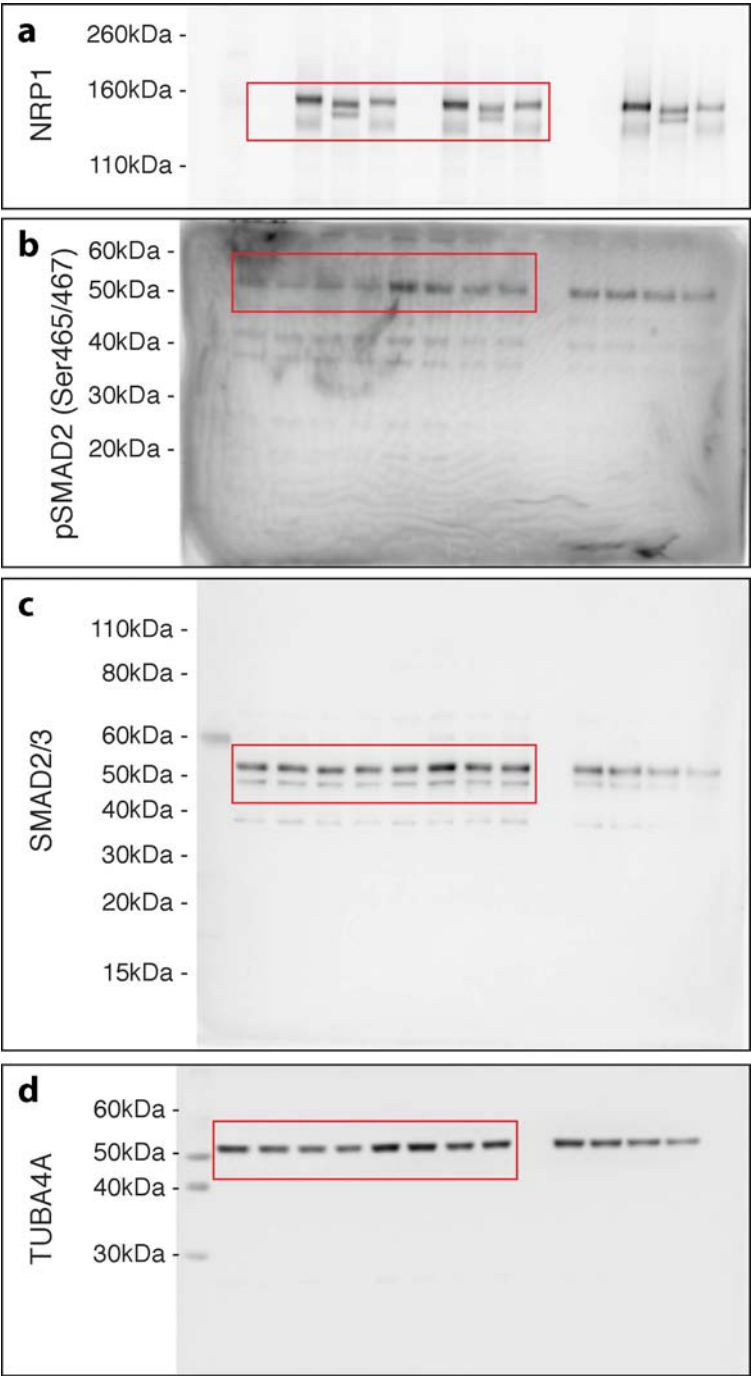 a
NRP1
260kDa -
160kDa -
110kDa -
b
pSMAD2 (Ser465/467)
60kDa -
50kDa -
40kDa -
30kDa -
20kDa -
c
SMAD2/3
110kDa -
80kDa -
60kDa -
50kDa -
40kDa -
30kDa -
20kDa -
15kDa -
d
TUBA4A
60kDa -
50kDa -
40kDa -
30kDa -